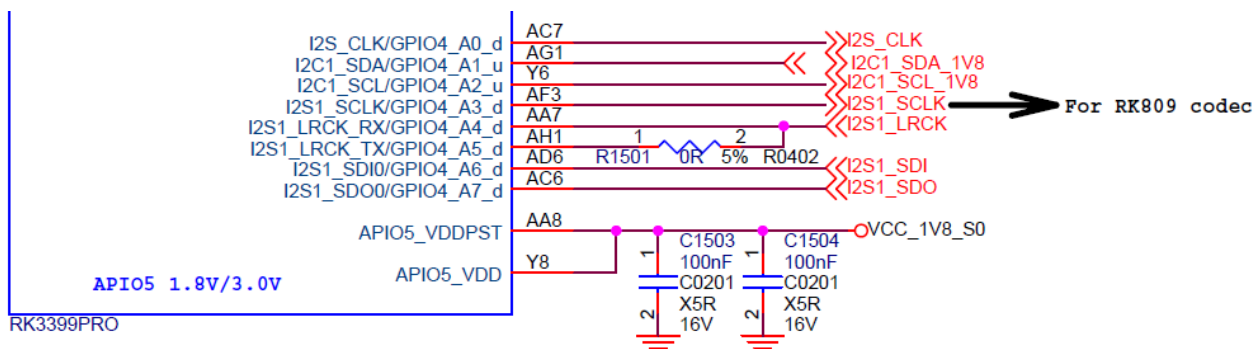 I2S_CLK/GPIO4_A0_d AC7 I2S_CLK
I2C1_SDA/GPIO4_A1_u AG1 I2C1_SDA_1V8
I2C1_SCL/GPIO4_A2_u Y6 I2C1_SCL_1V8
I2S1_SCLK/GPIO4_A3_d AF3 I2S1_SCLK For RK809 codec
I2S1_LRCK_RX/GPIO4_A4_d AA7 I2S1_LRCK
I2S1_LRCK_TX/GPIO4_A5_d AH1 1 2
R1501 0R 5% R0402
I2S1_SDI0/GPIO4_A6_d AD6 I2S1_SDI
I2S1_SDO0/GPIO4_A7_d AC6 I2S1_SDO
APIO5_VDDPST AA8 VCC_1V8_S0
APIO5_VDD Y8
1 C1503 1 C1504
100nF 100nF
C0201 C0201
X5R X5R
2 16V 2 16V
APIO5 1.8V/3.0V
RK3399PRO